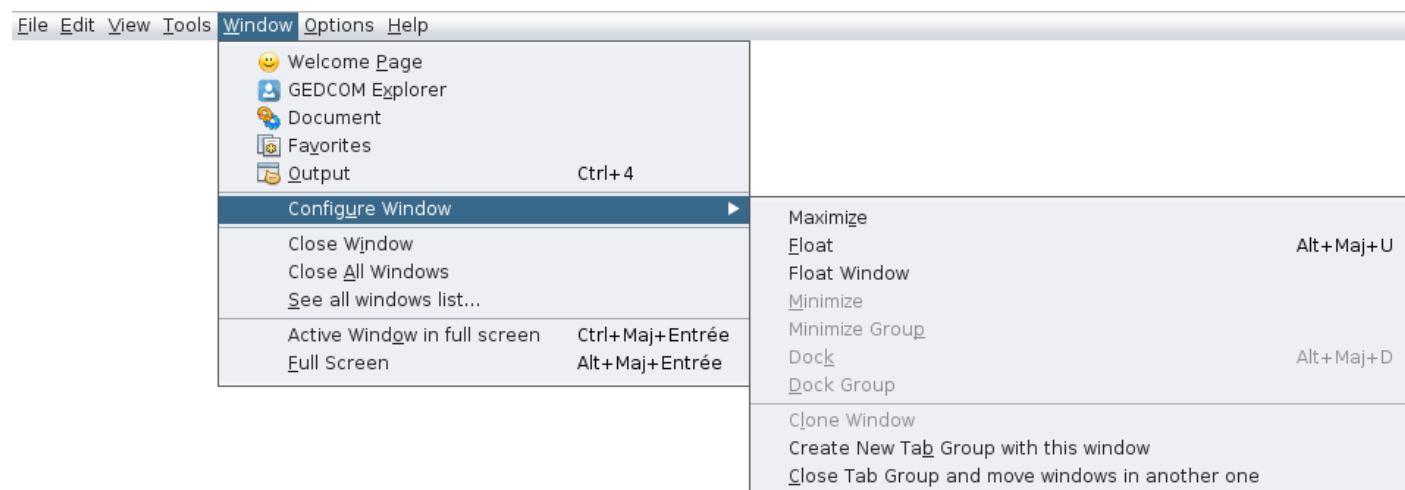 File Edit View Tools Window Options Help
Welcome Page
GEDCOM Explorer
Document
Favorites
Output Ctrl+4
Configure Window
Close Window
Close All Windows
See all windows list...
Active Window in full screen Ctrl+Maj+Entrée
Full Screen Alt+Maj+Entrée
Maximize
Float Alt+Maj+U
Float Window
Minimize
Minimize Group
Dock Alt+Maj+D
Dock Group
Clone Window
Create New Tab Group with this window
Close Tab Group and move windows in another one